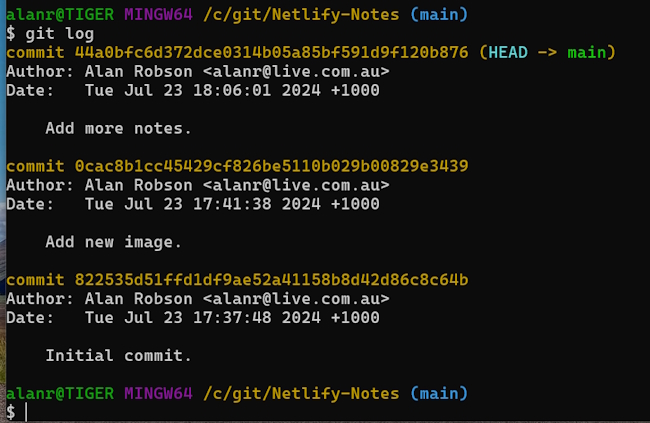 alanr@TIGER MINGW64 /c/git/Netlify-Notes (main)
$ git log
commit 44a0bfc6d372dce0314b05a85bf591d9f120b876 (HEAD -> main)
Author: Alan Robson <alanr@live.com.au>
Date:   Tue Jul 23 18:06:01 2024 +1000
    Add more notes.
commit 0cac8b1cc45429cf826be5110b029b00829e3439
Author: Alan Robson <alanr@live.com.au>
Date:   Tue Jul 23 17:41:38 2024 +1000
    Add new image.
commit 822535d51ffd1df9ae52a41158b8d42d86c8c64b
Author: Alan Robson <alanr@live.com.au>
Date:   Tue Jul 23 17:37:48 2024 +1000
    Initial commit.
alanr@TIGER MINGW64 /c/git/Netlify-Notes (main)
$